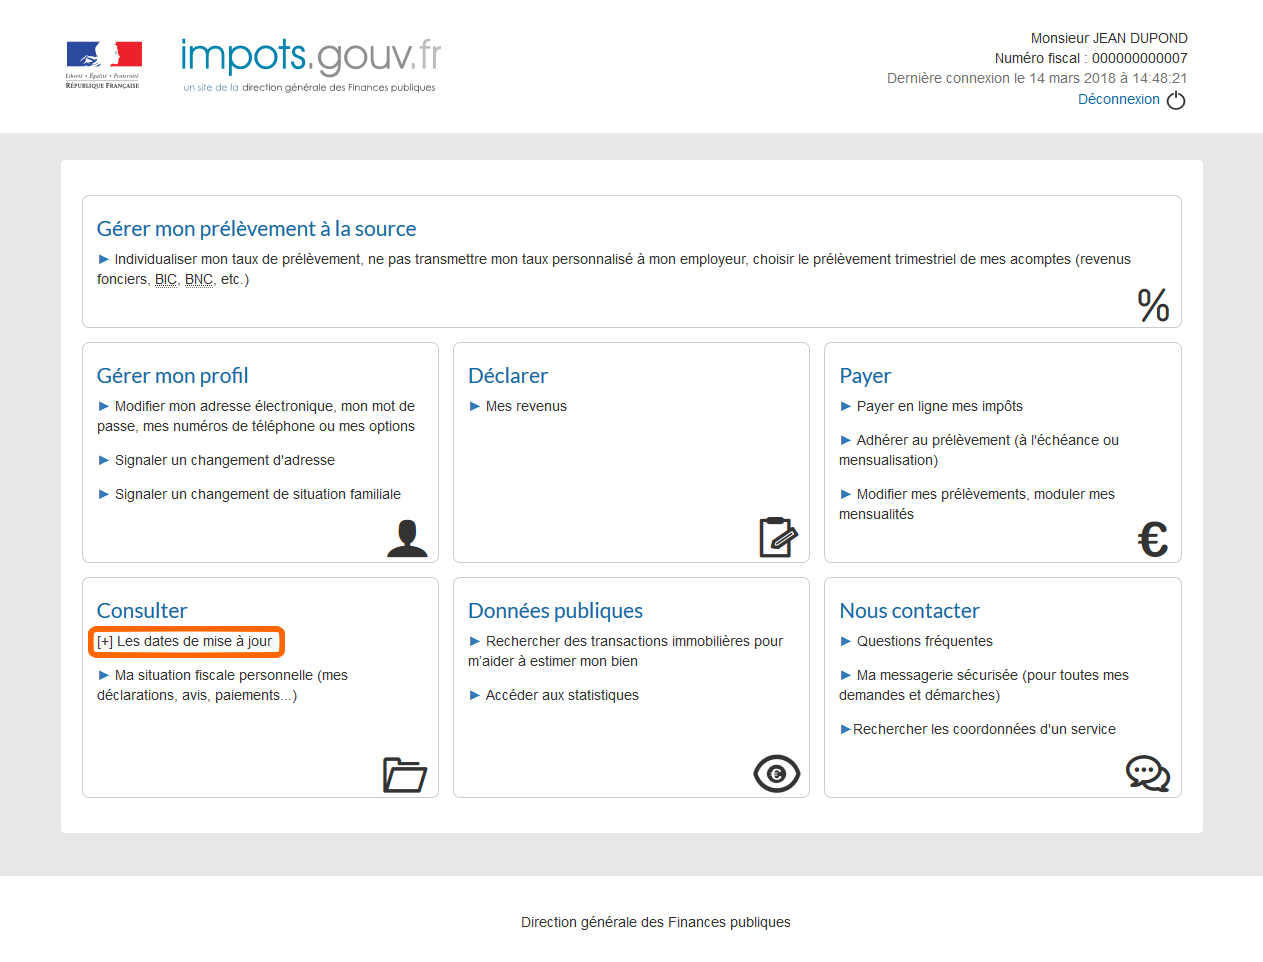 Liberté • Égalité • Fraternité
RÉPUBLIQUE FRANÇAISE
impots.gouv.fr
un site de la direction générale des Finances publiques
Monsieur JEAN DUPOND
Numéro fiscal : 000000000007
Dernière connexion le 14 mars 2018 à 14:48:21
Déconnexion
Gérer mon prélèvement à la source
► Individualiser mon taux de prélèvement, ne pas transmettre mon taux personnalisé à mon employeur, choisir le prélèvement trimestriel de mes acomptes (revenus
fonciers, BIC, BNC, etc.)
%
Gérer mon profil
► Modifier mon adresse électronique, mon mot de
passe, mes numéros de téléphone ou mes options
► Signaler un changement d'adresse
► Signaler un changement de situation familiale
Déclarer
► Mes revenus
Payer
► Payer en ligne mes impôts
► Adhérer au prélèvement (à l'échéance ou
mensualisation)
► Modifier mes prélèvements, moduler mes
mensualités
€
Consulter
[+] Les dates de mise à jour
► Ma situation fiscale personnelle (mes
déclarations, avis, paiements...)
Données publiques
► Rechercher des transactions immobilières pour
m’aider à estimer mon bien
► Accéder aux statistiques
€
Nous contacter
► Questions fréquentes
► Ma messagerie sécurisée (pour toutes mes
demandes et démarches)
►Rechercher les coordonnées d'un service
Direction générale des Finances publiques